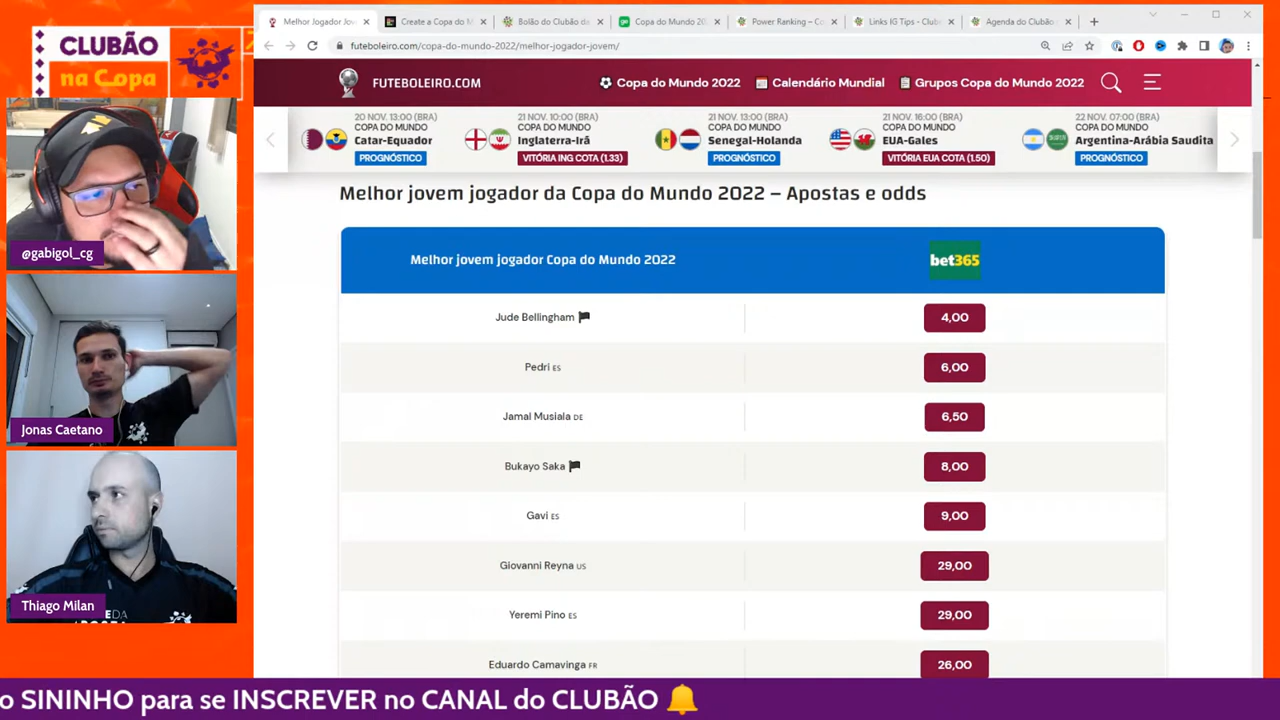 CLUBÃO
na Copa
@gabigol_cg
Jonas Caetano
Thiago Milan
Melhor Jogador Jov
Create a Copa do M
Bolão do Clubão da
Copa do Mundo 20
Power Ranking – Co
Links IG Tips - Club
Agenda do Clubão
futeboleiro.com/copa-do-mundo-2022/melhor-jogador-jovem/
FUTEBOLEIRO.COM
Copa do Mundo 2022
Calendário Mundial
Grupos Copa do Mundo 2022
20 NOV. 13:00 (BRA)
COPA DO MUNDO
Catar-Equador
PROGNÓSTICO
21 NOV. 10:00 (BRA)
COPA DO MUNDO
Inglaterra-Irã
VITÓRIA ING COTA (1.33)
21 NOV. 13:00 (BRA)
COPA DO MUNDO
Senegal-Holanda
PROGNÓSTICO
21 NOV. 16:00 (BRA)
COPA DO MUNDO
EUA-Gales
VITÓRIA EUA COTA (1.50)
22 NOV. 07:00 (BRA)
COPA DO MUNDO
Argentina-Arábia Saudita
PROGNÓSTICO
Melhor jovem jogador da Copa do Mundo 2022 – Apostas e odds
Melhor jovem jogador Copa do Mundo 2022 bet365
Jude Bellingham 4,00
Pedri ES 6,00
Jamal Musiala DE 6,50
Bukayo Saka 8,00
Gavi ES 9,00
Giovanni Reyna US 29,00
Yeremi Pino ES 29,00
Eduardo Camavinga FR 26,00
o SININHO para se INSCREVER no CANAL do CLUBÃO